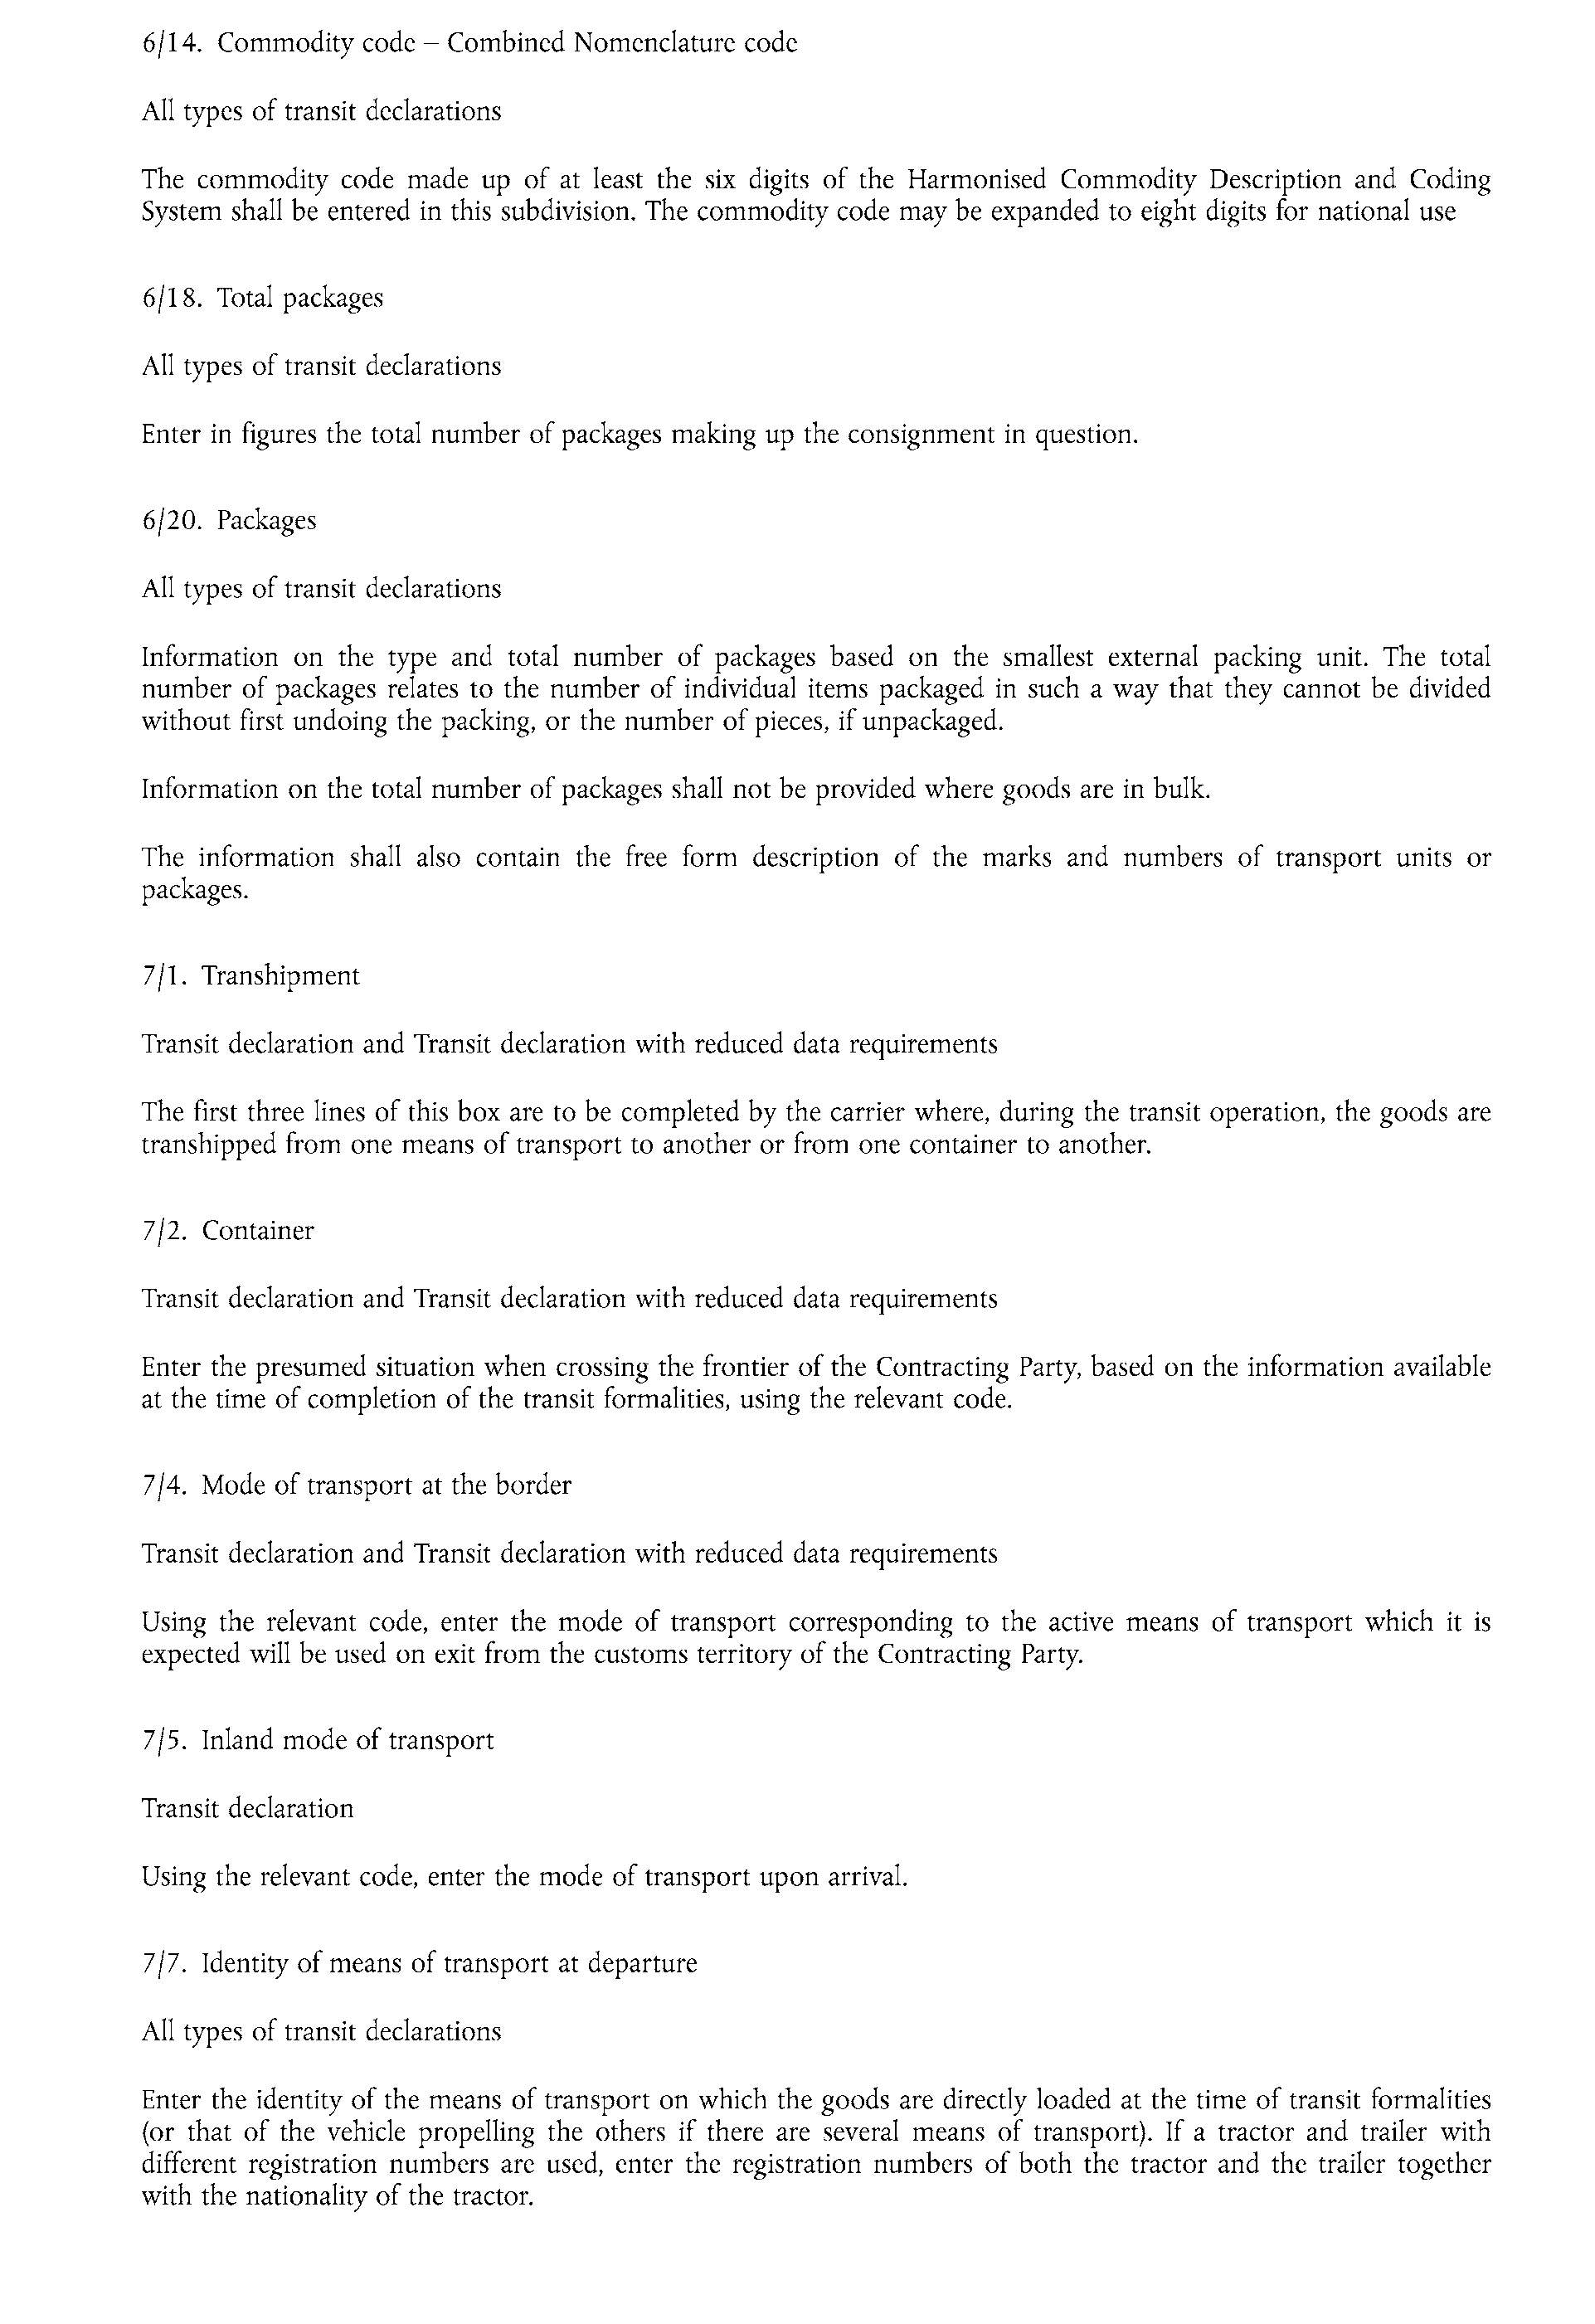 6/14. Commodity code – Combined Nomenclature code
All types of transit declarations
The commodity code made up of at least the six digits of the Harmonised Commodity Description and Coding
System shall be entered in this subdivision. The commodity code may be expanded to eight digits for national use
6/18. Total packages
All types of transit declarations
Enter in figures the total number of packages making up the consignment in question.
6/20. Packages
All types of transit declarations
Information on the type and total number of packages based on the smallest external packing unit. The total
number of packages relates to the number of individual items packaged in such a way that they cannot be divided
without first undoing the packing, or the number of pieces, if unpackaged.
Information on the total number of packages shall not be provided where goods are in bulk.
The information shall also contain the free form description of the marks and numbers of transport units or
packages.
7/1. Transhipment
Transit declaration and Transit declaration with reduced data requirements
The first three lines of this box are to be completed by the carrier where, during the transit operation, the goods are
transhipped from one means of transport to another or from one container to another.
7/2. Container
Transit declaration and Transit declaration with reduced data requirements
Enter the presumed situation when crossing the frontier of the Contracting Party, based on the information available
at the time of completion of the transit formalities, using the relevant code.
7/4. Mode of transport at the border
Transit declaration and Transit declaration with reduced data requirements
Using the relevant code, enter the mode of transport corresponding to the active means of transport which it is
expected will be used on exit from the customs territory of the Contracting Party.
7/5. Inland mode of transport
Transit declaration
Using the relevant code, enter the mode of transport upon arrival.
7/7. Identity of means of transport at departure
All types of transit declarations
Enter the identity of the means of transport on which the goods are directly loaded at the time of transit formalities
(or that of the vehicle propelling the others if there are several means of transport). If a tractor and trailer with
different registration numbers are used, enter the registration numbers of both the tractor and the trailer together
with the nationality of the tractor.